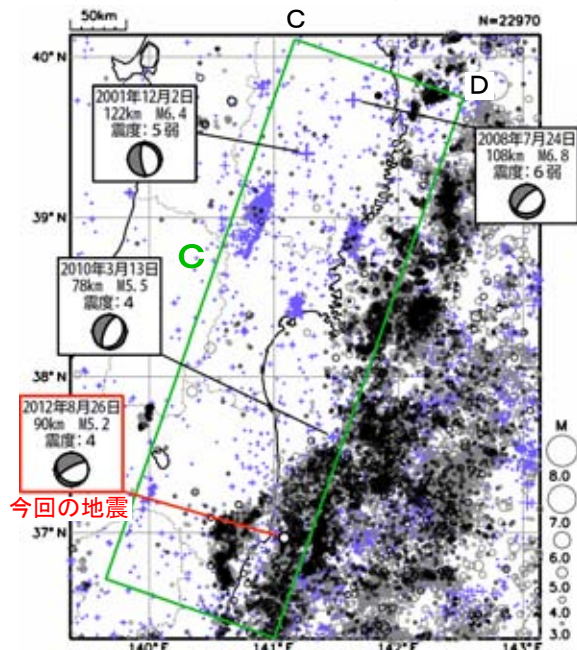 50km
C
N=22970
40°N
D
2001年12月2日
122km M6.4
震度：5弱
2008年7月24日
108km M6.8
震度：6弱
39°N
C
2010年3月13日
78km M5.5
震度：4
38°N
2012年8月26日
90km M5.2
震度：4
今回の地震
M
8.0
7.0
6.0
5.0
4.0
3.0
37°N
140°E
141°E
142°E
143°E